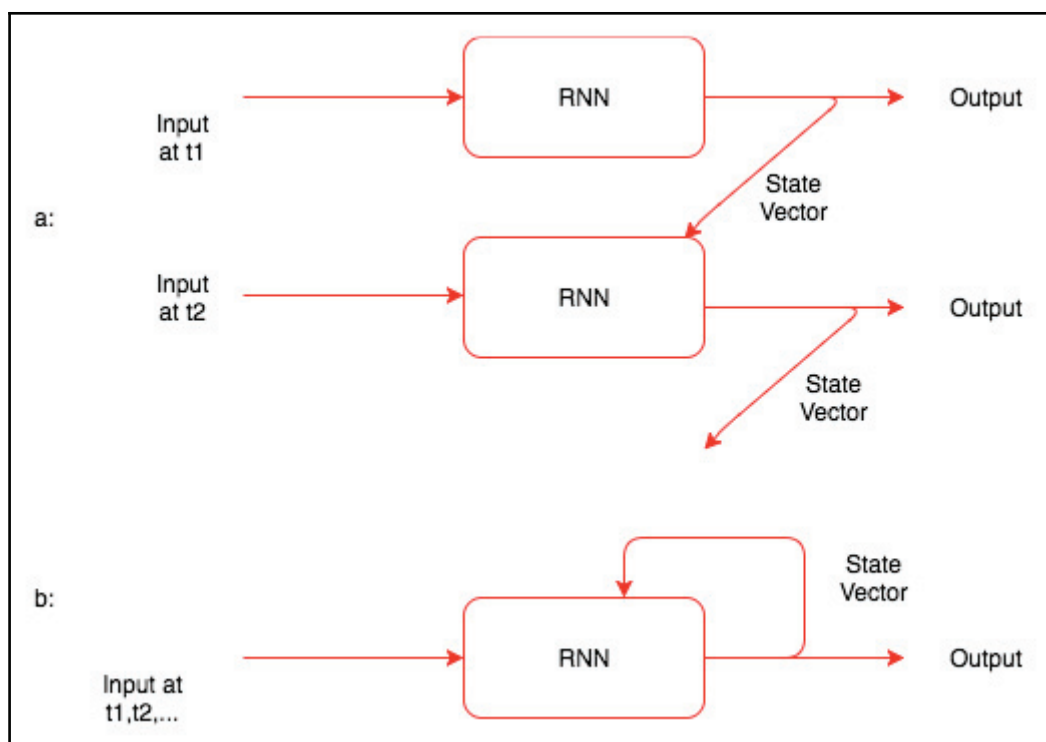 RNN
Output
Input
at t1
State
Vector
a:
Input
at t2
RNN
Output
State
Vector
State
Vector
b:
RNN
Output
Input at
t1,t2,...